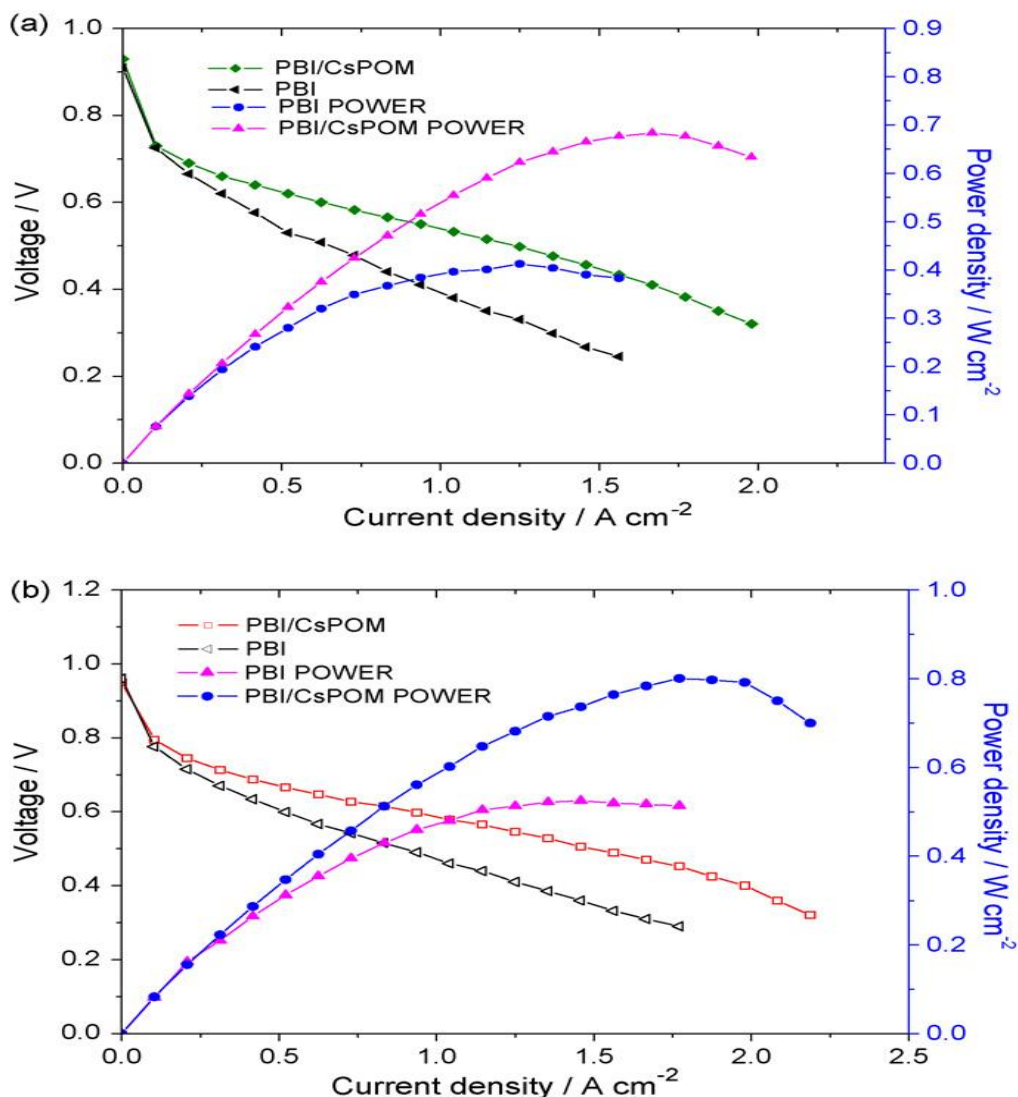 (a)
1.0
0.8
0.6
0.4
0.2
0.0
Voltage / V
PBI/CsPOM
PBI
PBI POWER
PBI/CsPOM POWER
0.9
0.8
0.7
0.6
0.5
0.4
0.3
0.2
0.1
0.0
Power density / W cm⁻²
0.0 0.5 1.0 1.5 2.0
Current density / A cm⁻²
(b)
1.2
1.0
0.8
0.6
0.4
0.2
0.0
Voltage / V
PBI/CsPOM
PBI
PBI POWER
PBI/CsPOM POWER
1.0
0.8
0.6
0.4
0.2
0.0
Power density / W cm⁻²
0.0 0.5 1.0 1.5 2.0 2.5
Current density / A cm⁻²